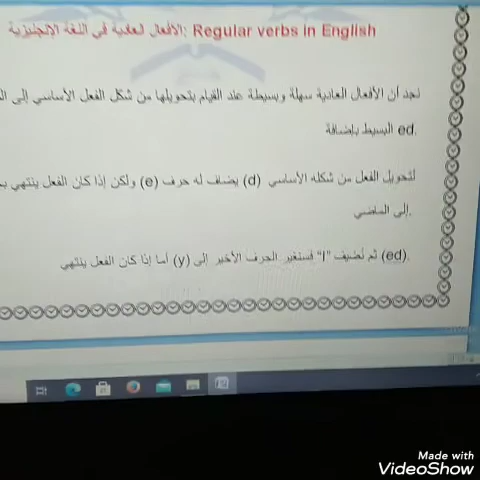 الأفعال العادية في اللغة الإنجليزية: Regular verbs in English
نجد أن الأفعال العادية سهلة وبسيطة عند القيام بتحويلها من شكل الفعل الأساسي إلى
البسيط بإضافة ed.
لتحويل الفعل من شكله الأساسي (d) يضاف له حرف (e) ولكن إذا كان الفعل ينتهي
إلى الماضي.
(ed). ثم نضيف "I" فسنغير الحرف الأخير إلى (y) أما إذا كان الفعل ينتهي
Made with
VideoShow